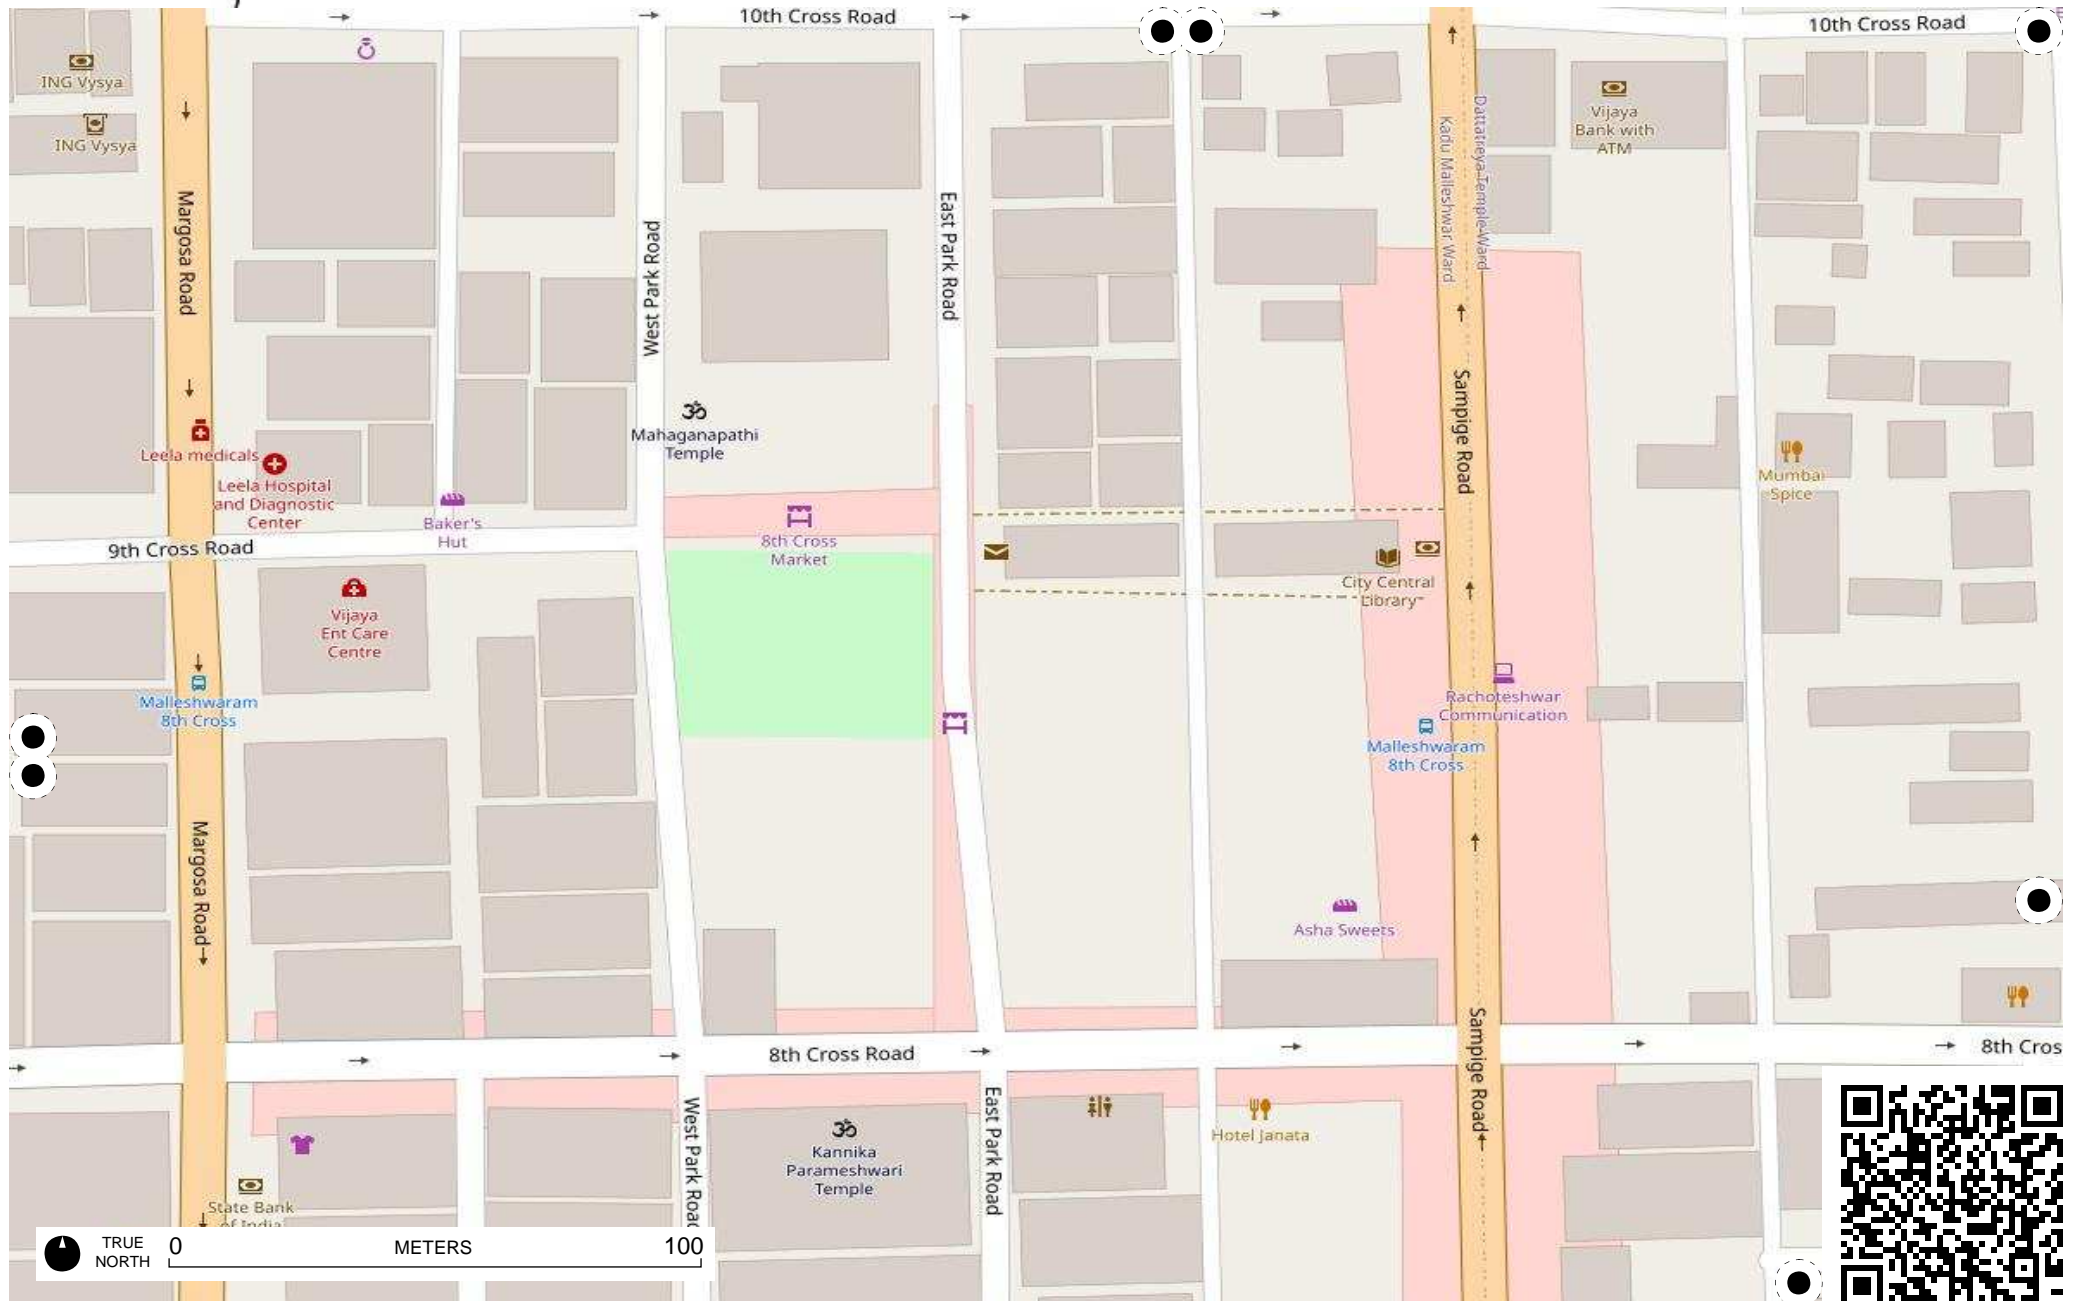 10th Cross Road
10th Cross Road
ING Vysya
ING Vysya
Vijaya
Bank with
ATM
Kadu Malleshwar Ward
Dattatreya Temple Ward
Margosa Road
West Park Road
East Park Road
Sampige Road
Mahaganapathi
Temple
Leela medicals
Leela Hospital
and Diagnostic
Center
Baker's
Hut
9th Cross Road
8th Cross
Market
Mumbai
Spice
City Central
Library
Vijaya
Ent Care
Centre
Malleshwaram
8th Cross
Rachoteshwar
Communication
Malleshwaram
8th Cross
Margosa Road
Asha Sweets
Sampige Road
8th Cross Road
8th Cros
West Park Road
East Park Road
Hotel Janata
Kannika
Parameshwari
Temple
State Bank
of India
TRUE
NORTH
0 METERS 100